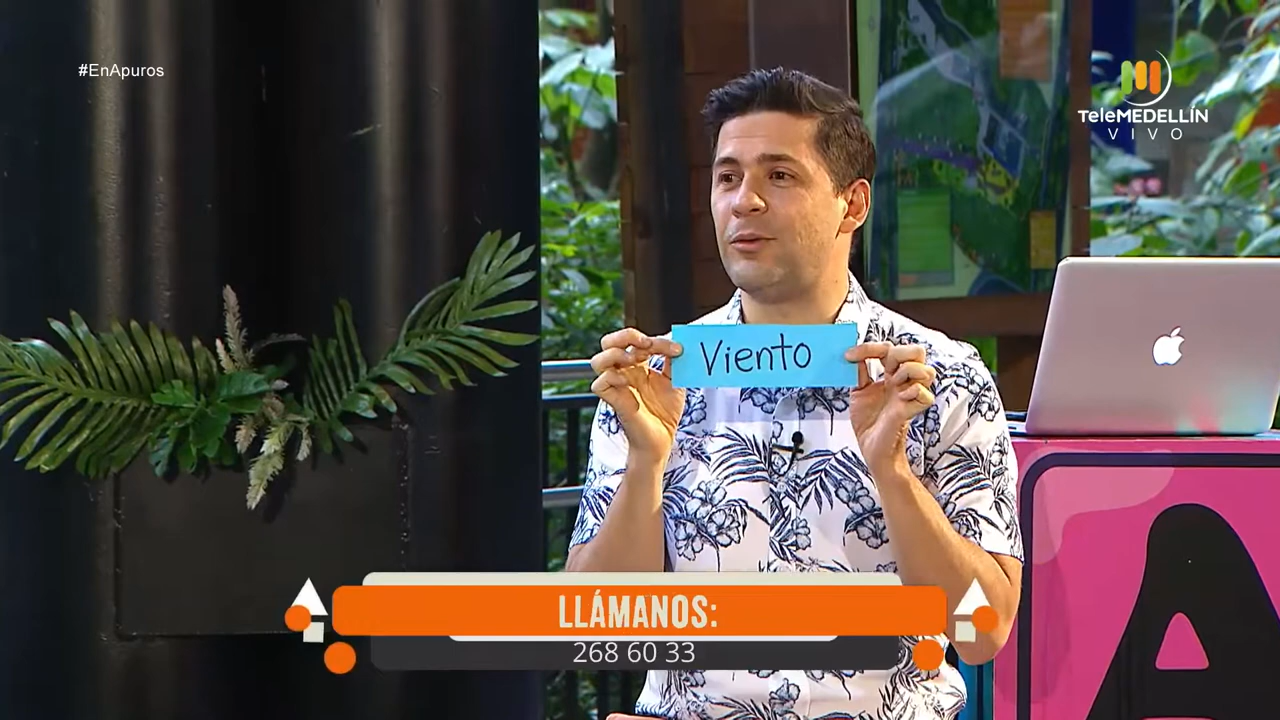 #EnApuros
TeleMEDELLÍN
VIVO
Viento
A
LLÁMANOS:
268 60 33